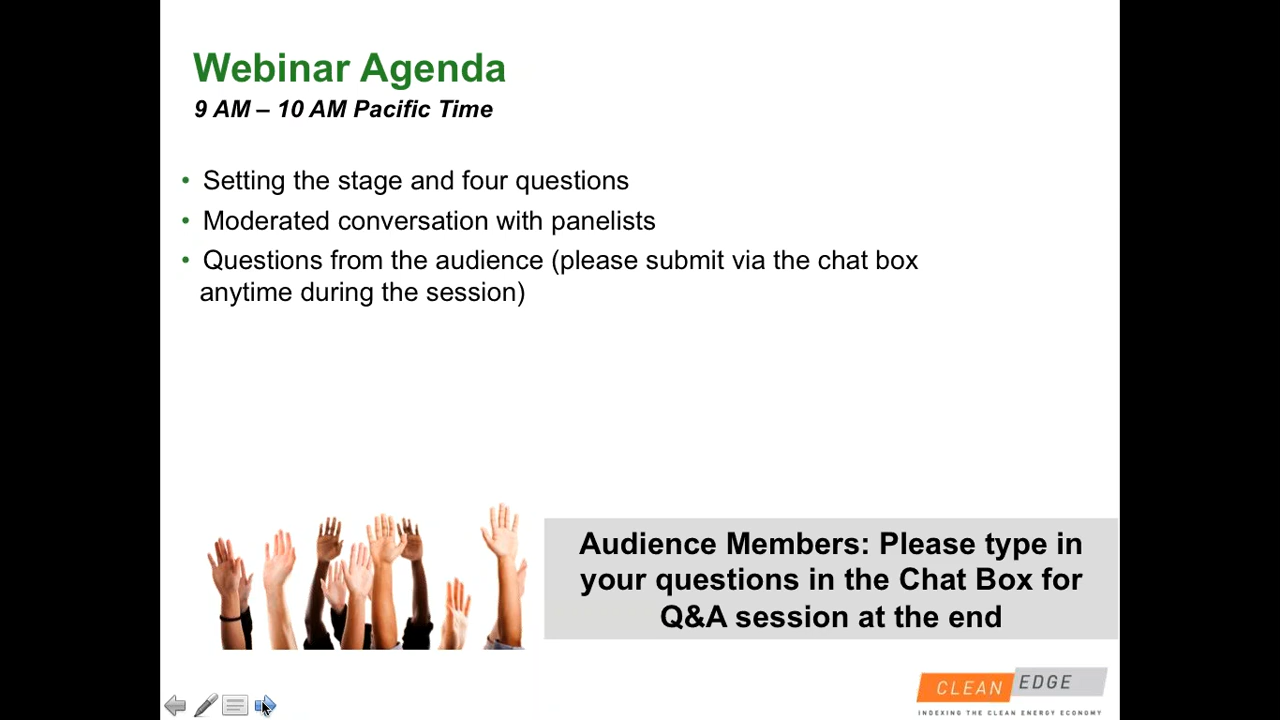 Webinar Agenda
9 AM – 10 AM Pacific Time
• Setting the stage and four questions
• Moderated conversation with panelists
• Questions from the audience (please submit via the chat box
anytime during the session)
Audience Members: Please type in
your questions in the Chat Box for
Q&A session at the end
CLEAN EDGE
INDEXING THE CLEAN ENERGY ECONOMY